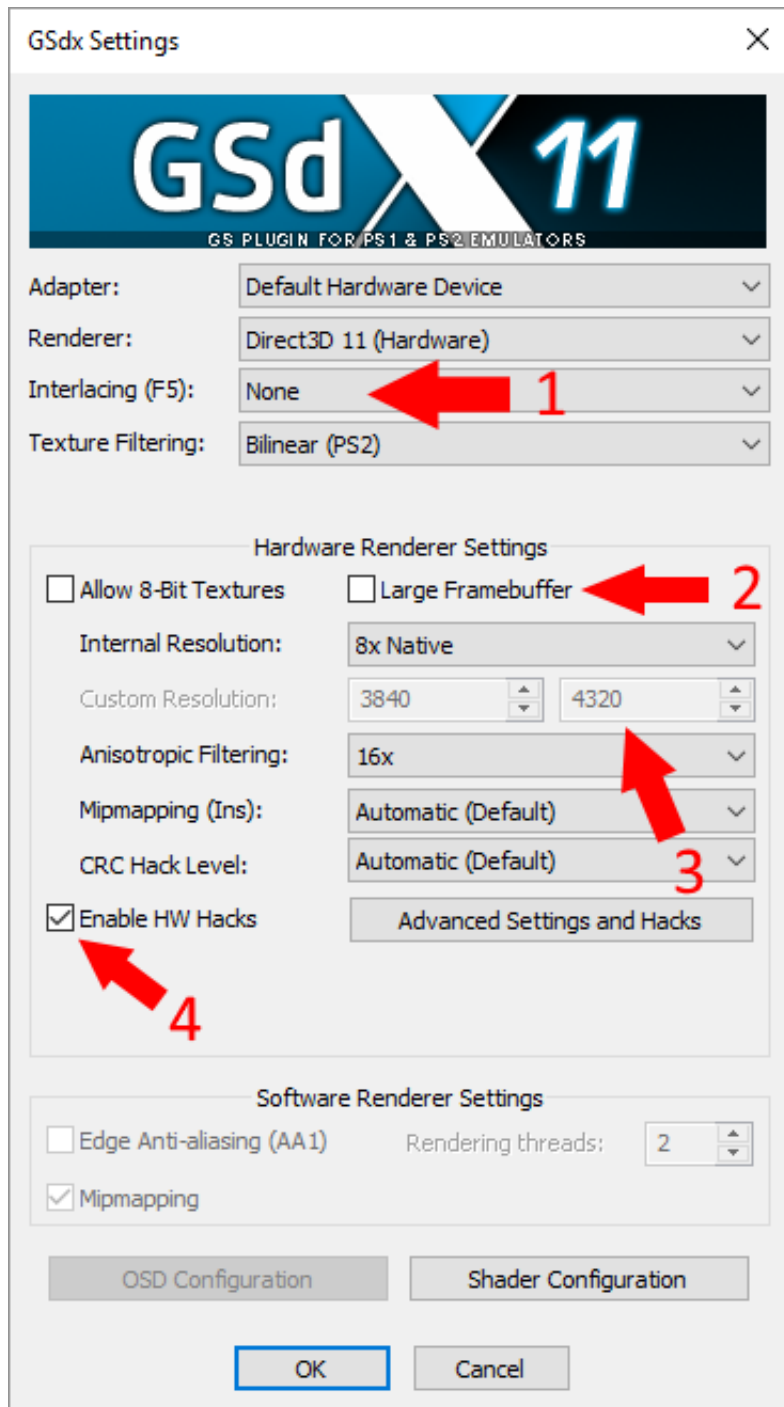 GSdx Settings
GSdX 11
GS PLUGIN FOR PS1 & PS2 EMULATORS
Adapter: Default Hardware Device
Renderer: Direct3D 11 (Hardware)
Interlacing (F5): None 1
Texture Filtering: Bilinear (PS2)
Hardware Renderer Settings
Allow 8-Bit Textures Large Framebuffer 2
Internal Resolution: 8x Native
Custom Resolution: 3840 4320
Anisotropic Filtering: 16x
Mipmapping (Ins): Automatic (Default)
CRC Hack Level: Automatic (Default) 3
Enable HW Hacks Advanced Settings and Hacks
4
Software Renderer Settings
Edge Anti-aliasing (AA1) Rendering threads: 2
Mipmapping
OSD Configuration Shader Configuration
OK Cancel